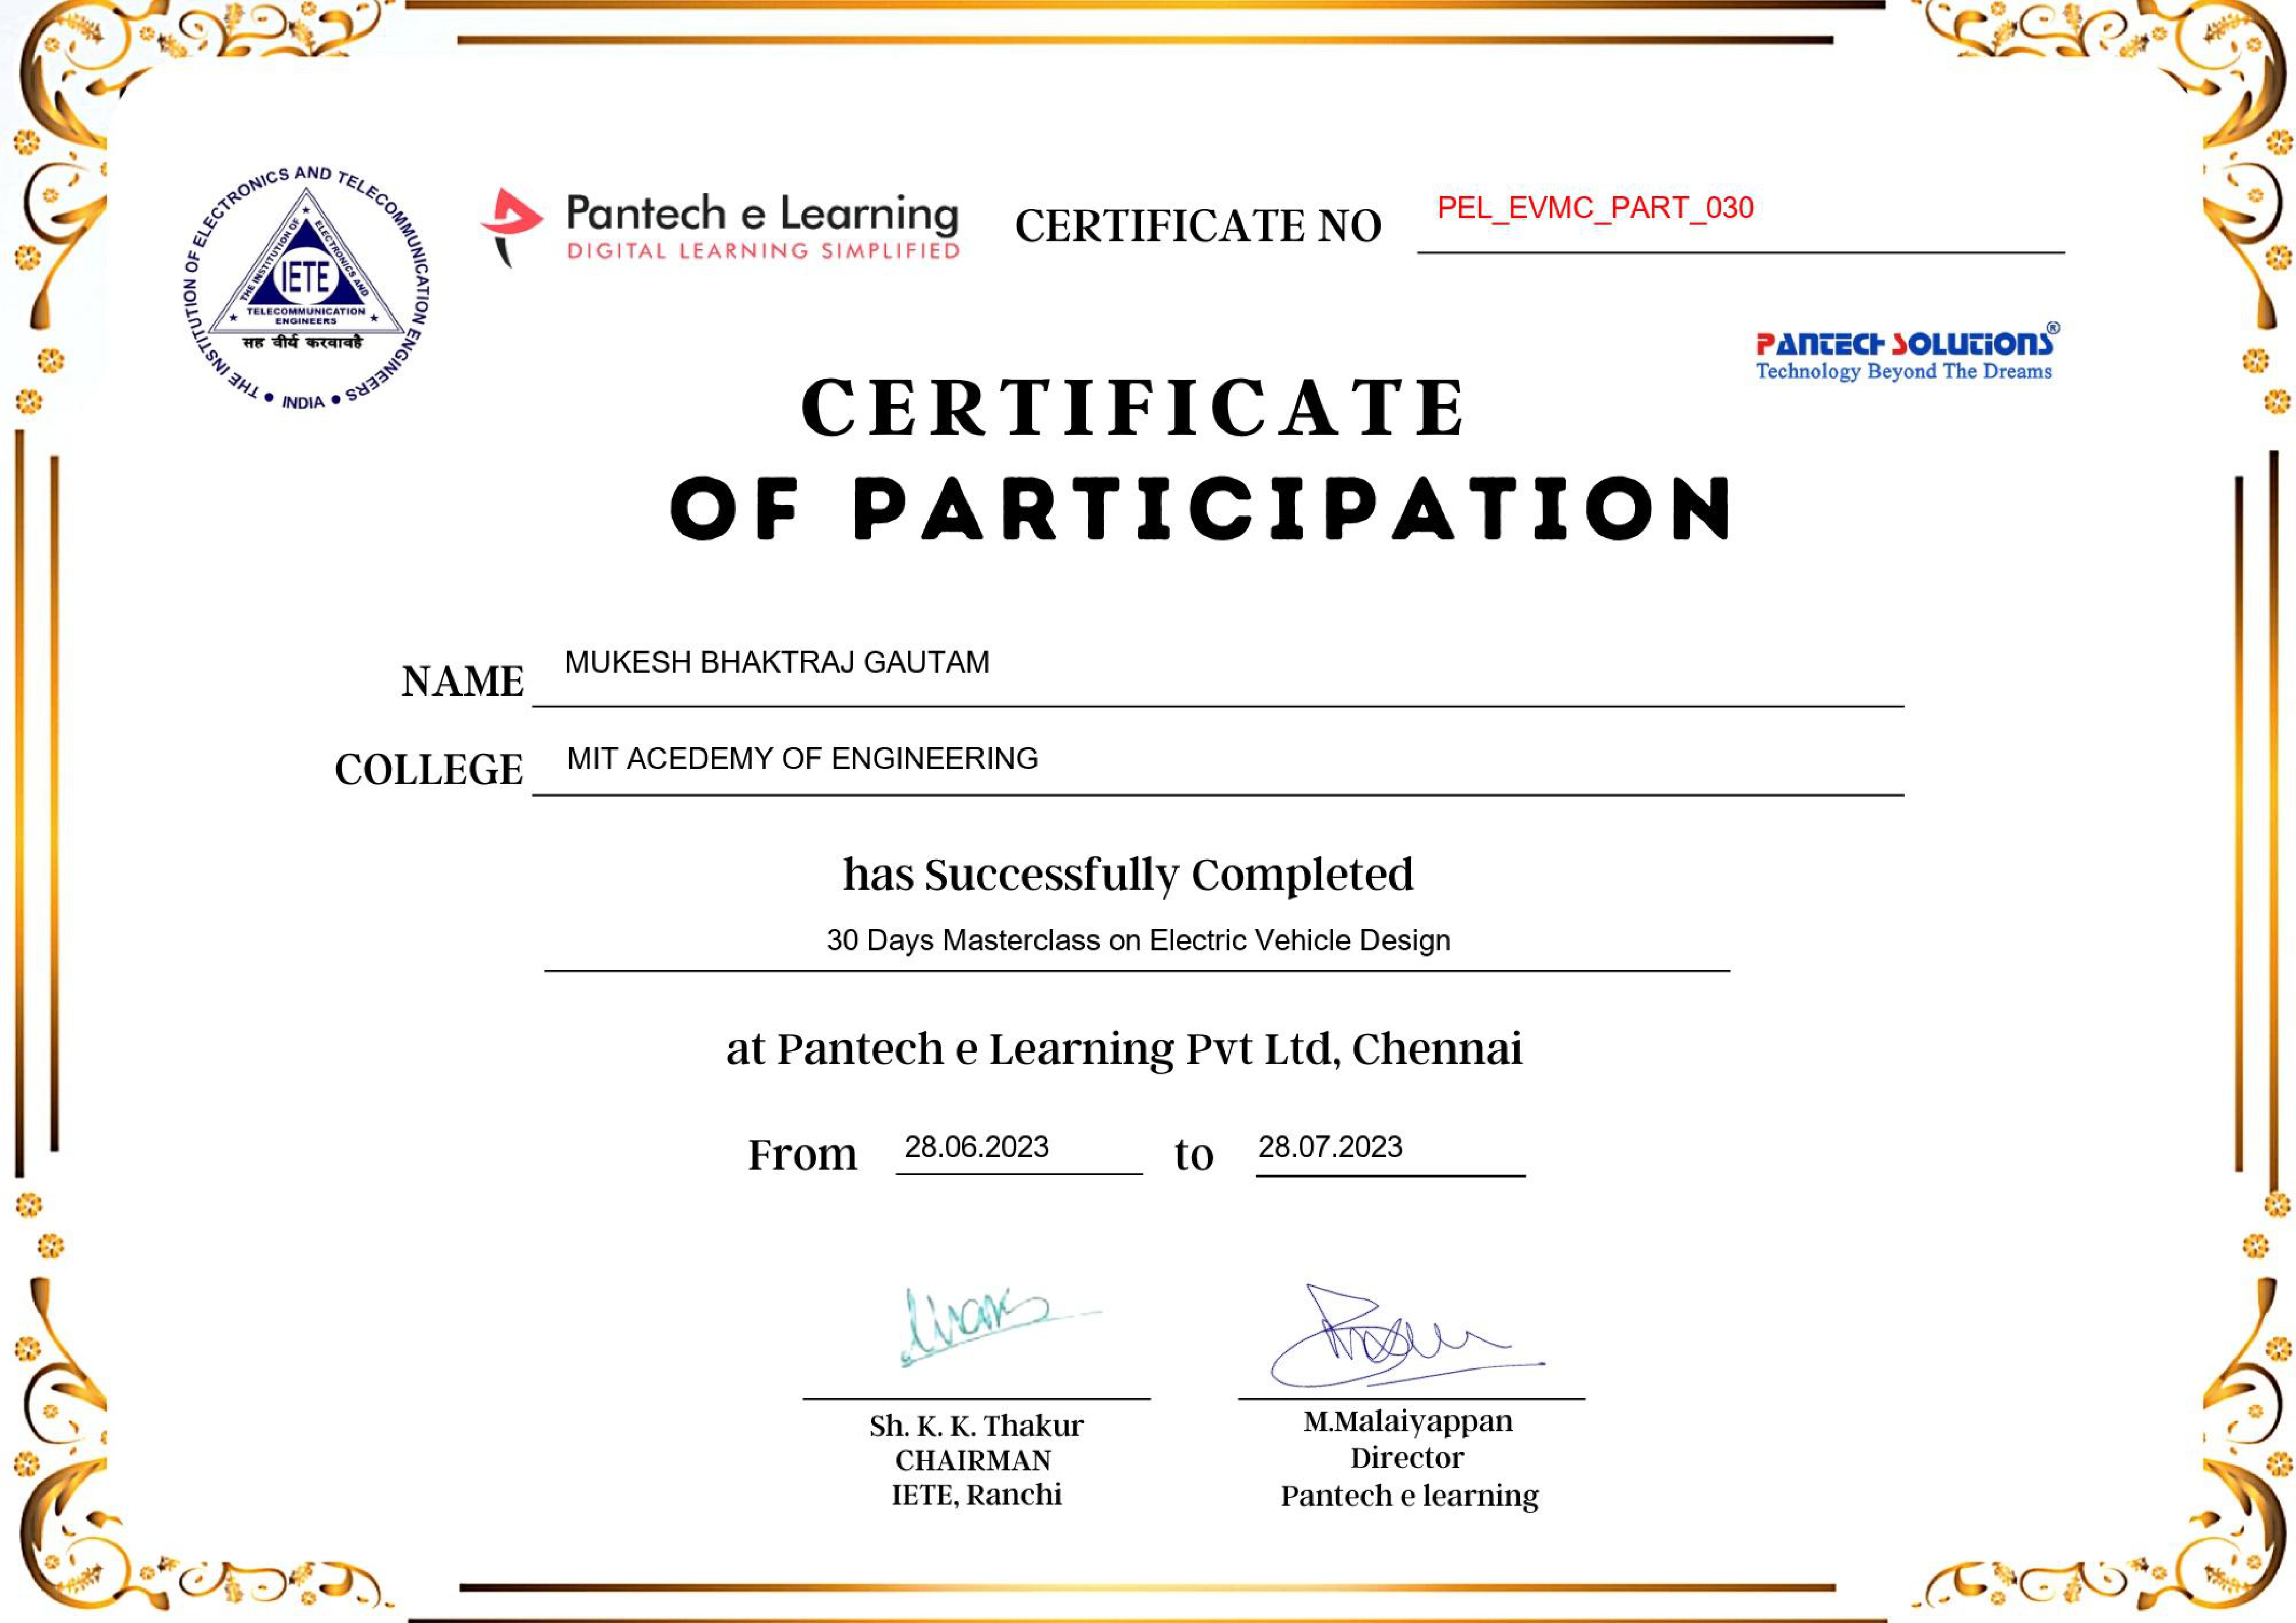 THE INSTITUTION OF ELECTRONICS AND TELECOMMUNICATION ENGINEERS
• INDIA •
THE INSTITUTION OF
ELECTRONICS AND
IETE
TELECOMMUNICATION
ENGINEERS
सह वीर्य करवावहै
Pantech e Learning
DIGITAL LEARNING SIMPLIFIED
CERTIFICATE NO PEL_EVMC_PART_030
PANTECH SOLUTIONS®
Technology Beyond The Dreams
CERTIFICATE
OF PARTICIPATION
NAME MUKESH BHAKTRAJ GAUTAM
COLLEGE MIT ACEDEMY OF ENGINEERING
has Successfully Completed
30 Days Masterclass on Electric Vehicle Design
at Pantech e Learning Pvt Ltd, Chennai
From 28.06.2023 to 28.07.2023
Sh. K. K. Thakur
CHAIRMAN
IETE, Ranchi
M.Malaiyappan
Director
Pantech e learning